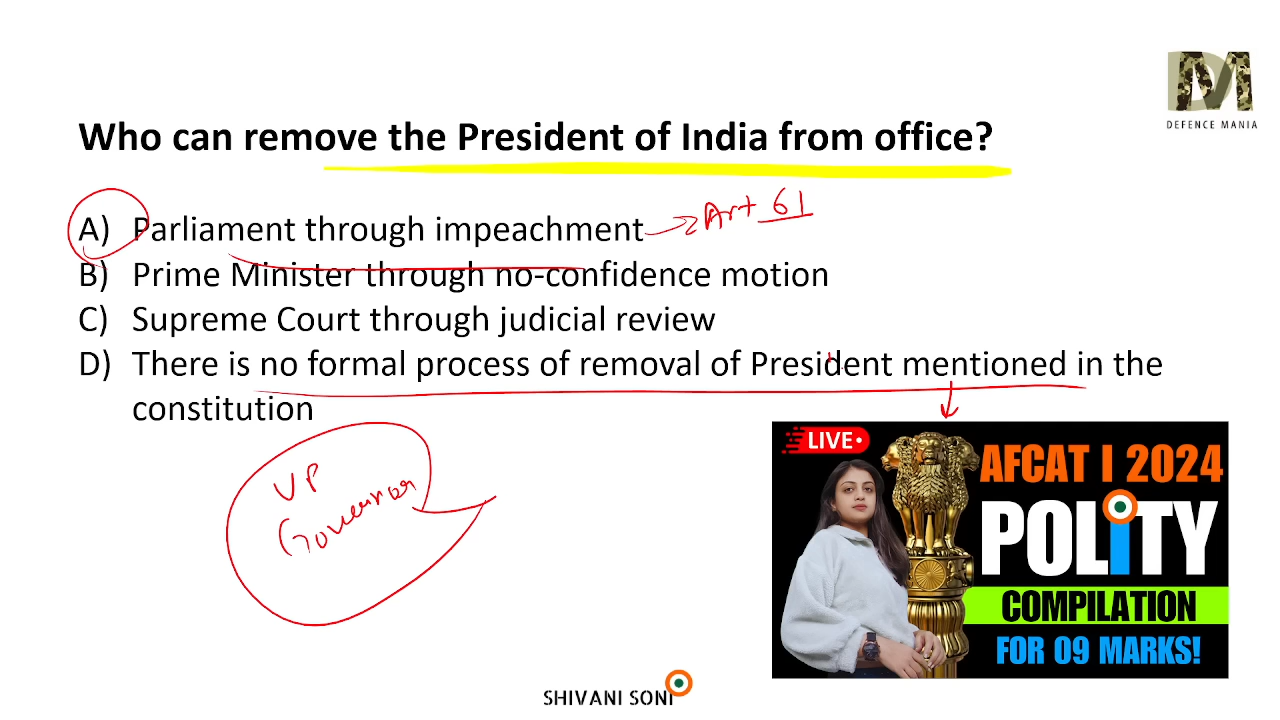 DM
DEFENCE MANIA
Who can remove the President of India from office?
A) Parliament through impeachment → Art 61
B) Prime Minister through no-confidence motion
C) Supreme Court through judicial review
D) There is no formal process of removal of President mentioned in the
constitution
VP
Governor
LIVE
AFCAT I 2024
POLiTY
COMPILATION
FOR 09 MARKS!
SHIVANI SONI